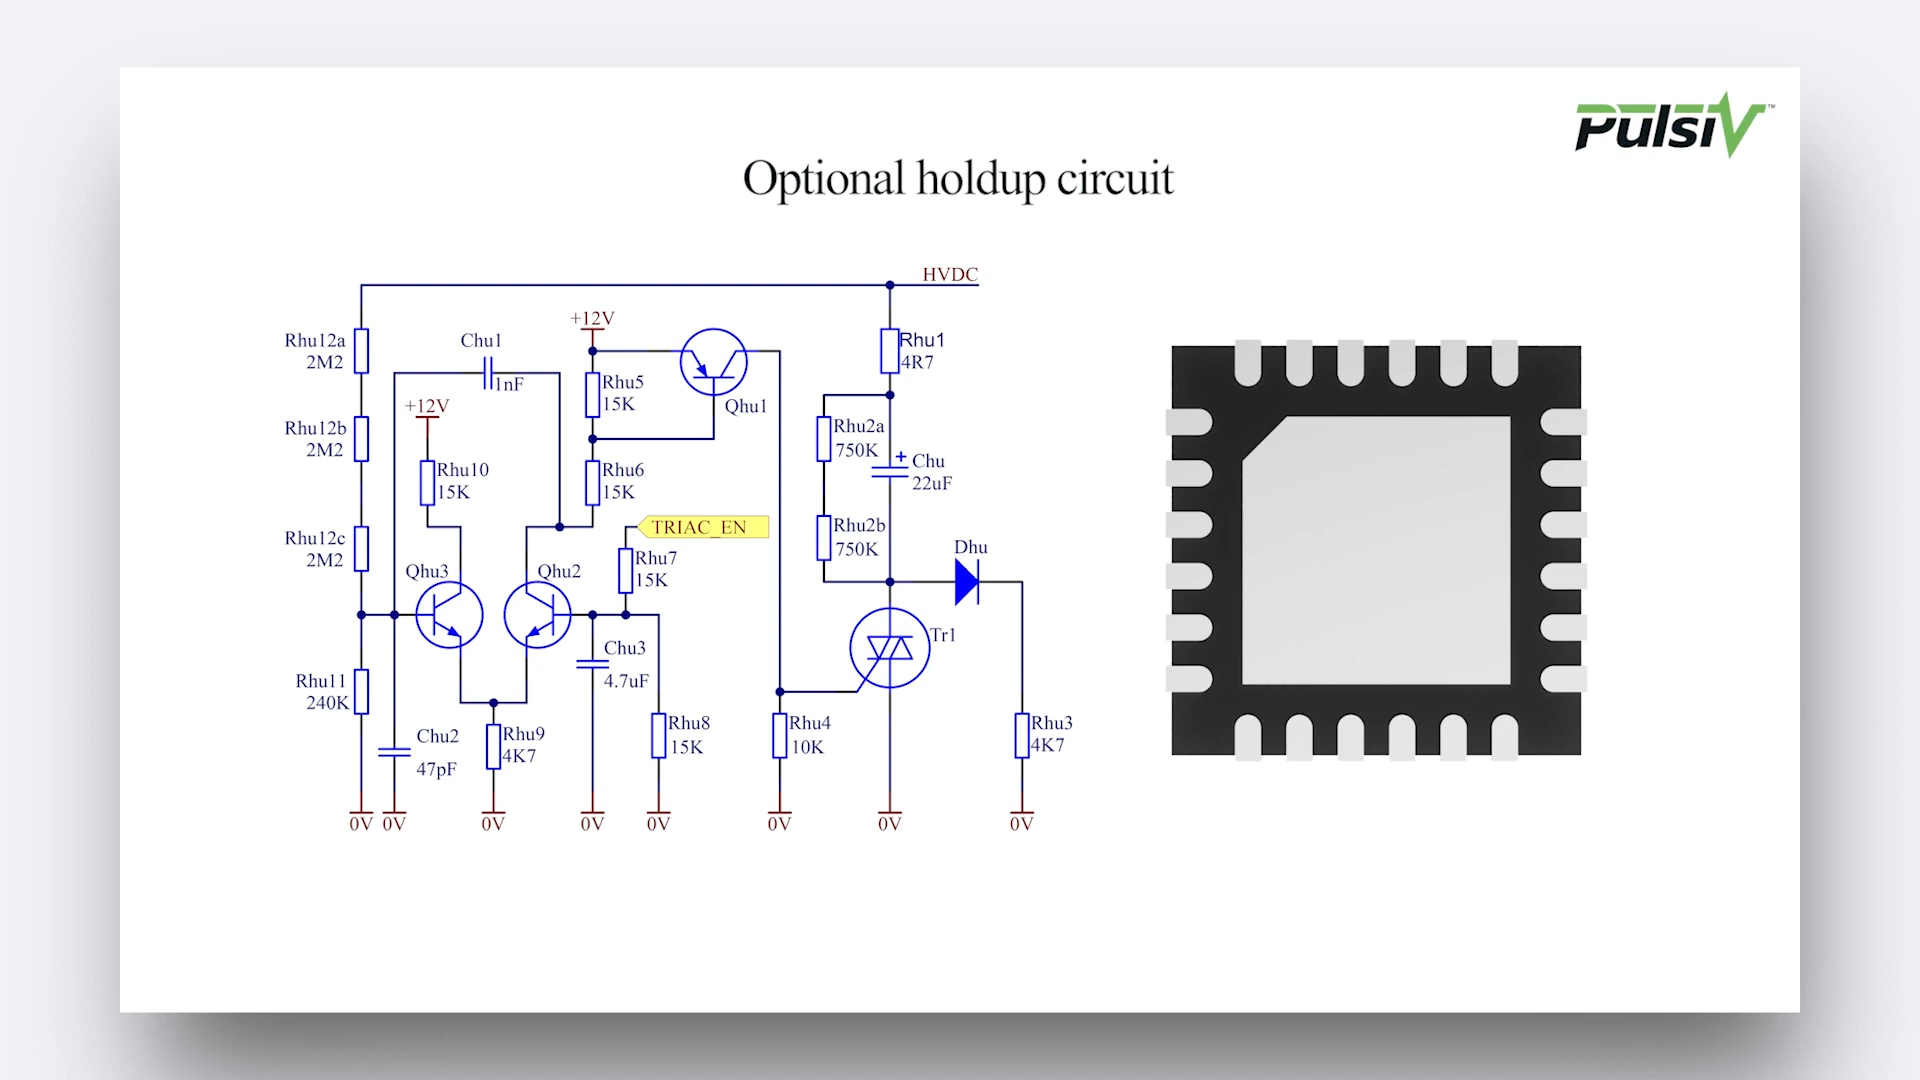 PulsiV™
Optional holdup circuit
HVDC
+12V
Rhu12a
2M2
Chu1
1nF
Rhu1
4R7
Rhu5
15K
Qhu1
+12V
Rhu12b
2M2
Rhu2a
750K
Rhu10
15K
Rhu6
15K
+
Chu
22uF
TRIAC_EN
Rhu2b
750K
Rhu12c
2M2
Dhu
Qhu3
Qhu2
Rhu7
15K
Tr1
Chu3
4.7uF
Rhu11
240K
Chu2
47pF
Rhu9
4K7
Rhu8
15K
Rhu4
10K
Rhu3
4K7
0V
0V
0V
0V
0V
0V
0V
0V